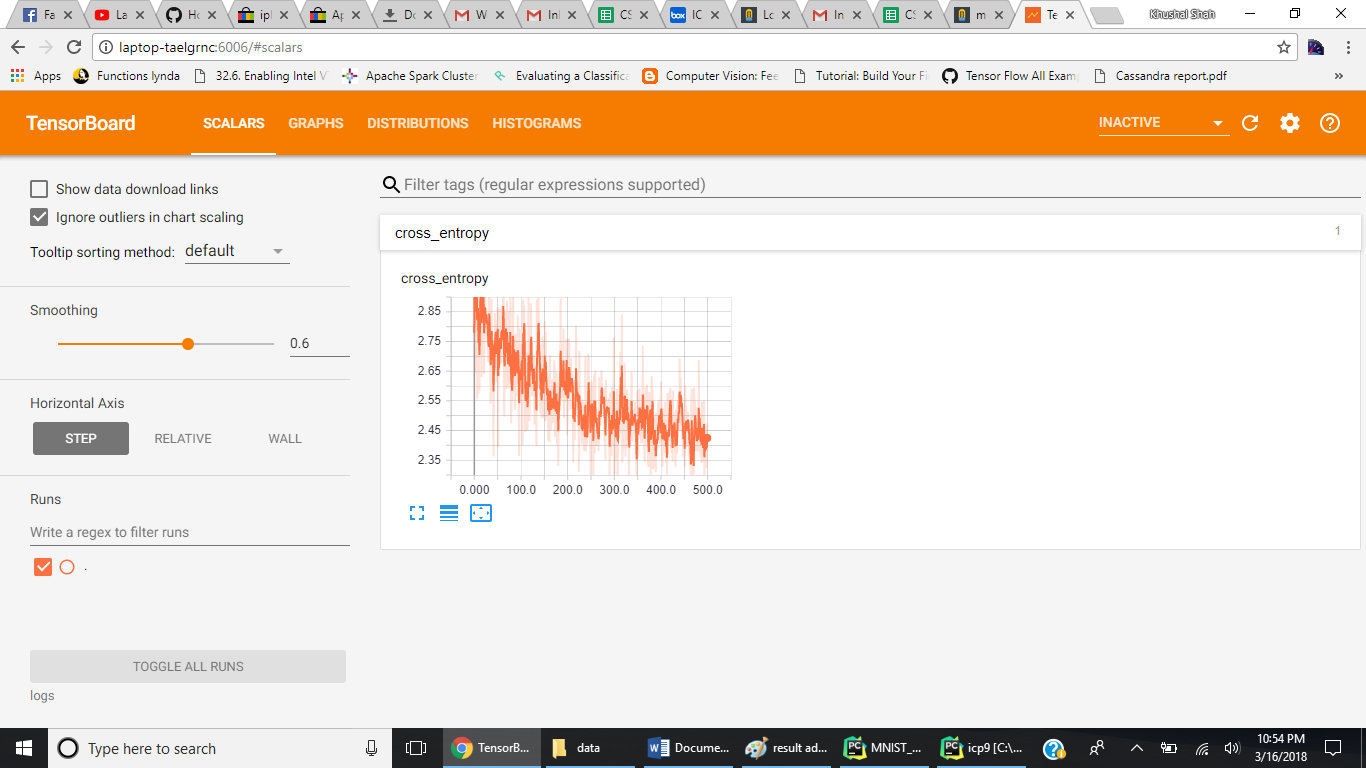 Fa La Ho ipl Ap Do W Inl CS IC Lo In CS m Te Khushal Shah
laptop-taelgrnc:6006/#scalars
Apps Functions lynda 32.6. Enabling Intel V Apache Spark Cluster Evaluating a Classifica Computer Vision: Fee Tutorial: Build Your Fi Tensor Flow All Exam Cassandra report.pdf »
TensorBoard SCALARS GRAPHS DISTRIBUTIONS HISTOGRAMS INACTIVE
Show data download links
Ignore outliers in chart scaling
Tooltip sorting method: default
Smoothing
0.6
Horizontal Axis
STEP RELATIVE WALL
Runs
Write a regex to filter runs
.
TOGGLE ALL RUNS
logs
Filter tags (regular expressions supported)
cross_entropy 1
cross_entropy
2.85
2.75
2.65
2.55
2.45
2.35
0.000 100.0 200.0 300.0 400.0 500.0
Type here to search TensorB... data Docume... result ad... MNIST_... icp9 [C:\... 10:54 PM
3/16/2018